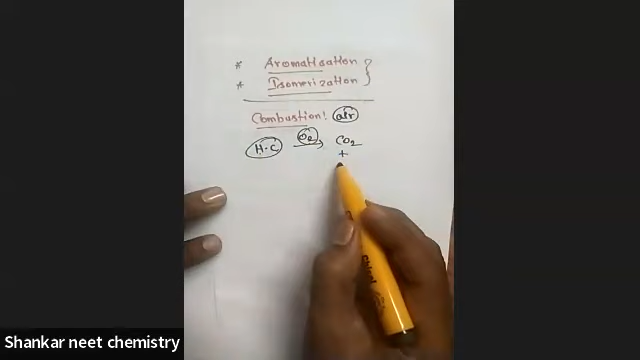 * Aromatisation
* Isomerization }
Combustion: air
H-C O2 → CO2
+
Shankar neet chemistry